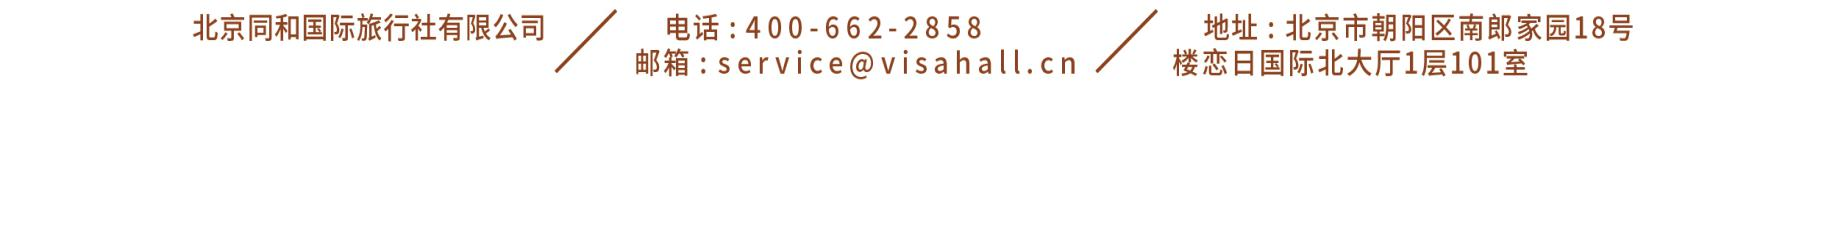 北京同和国际旅行社有限公司
电话：400-662-2858
邮箱：service@visahall.cn
地址：北京市朝阳区南郎家园18号
楼恋日国际北大厅1层101室